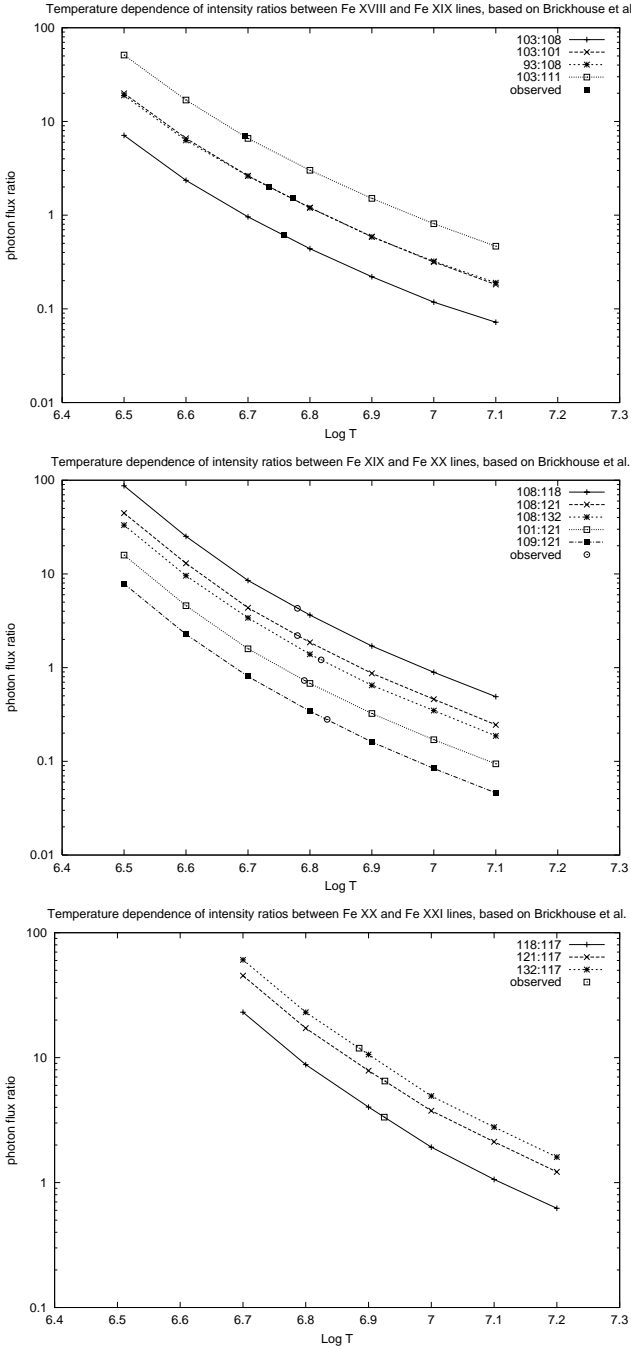 Temperature dependence of intensity ratios between Fe XVIII and Fe XIX lines, based on Brickhouse et al
100
10
1
0.1
0.01
photon flux ratio
103:108
103:101
93:108
103:111
observed
6.4 6.5 6.6 6.7 6.8 6.9 7 7.1 7.2 7.3
Log T
Temperature dependence of intensity ratios between Fe XIX and Fe XX lines, based on Brickhouse et al.
100
10
1
0.1
0.01
photon flux ratio
108:118
108:121
108:132
101:121
109:121
observed
6.4 6.5 6.6 6.7 6.8 6.9 7 7.1 7.2 7.3
Log T
Temperature dependence of intensity ratios between Fe XX and Fe XXI lines, based on Brickhouse et al.
100
10
1
0.1
photon flux ratio
118:117
121:117
132:117
observed
6.4 6.5 6.6 6.7 6.8 6.9 7 7.1 7.2 7.3
Log T